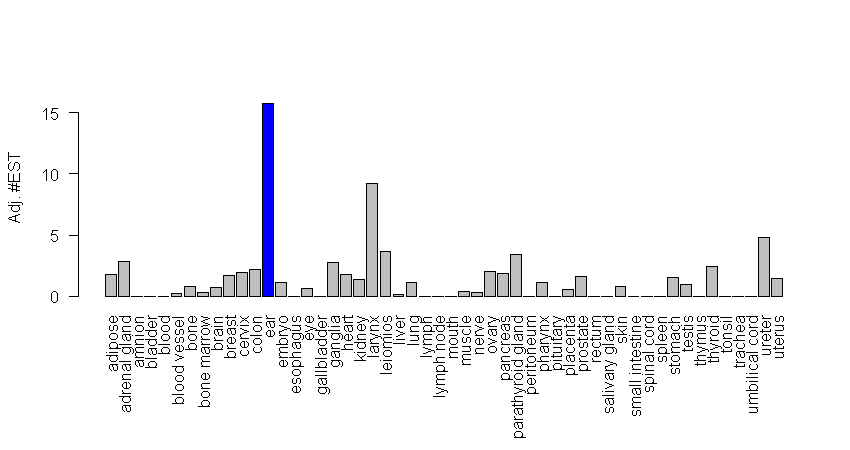 Adj. #EST
15
10
5
0
adipose
adrenal gland
amnion
bladder
blood
blood vessel
bone
bone marrow
brain
breast
cervix
colon
ear
embryo
esophagus
eye
gallbladder
ganglia
heart
kidney
larynx
leiomios
liver
lung
lymph
lymph node
mouth
muscle
nerve
ovary
pancreas
parathyroid gland
peritoneum
pharynx
pituitary
placenta
prostate
rectum
salivary gland
skin
small intestine
spinal cord
spleen
stomach
testis
thymus
thyroid
tonsil
trachea
umbilical cord
ureter
uterus